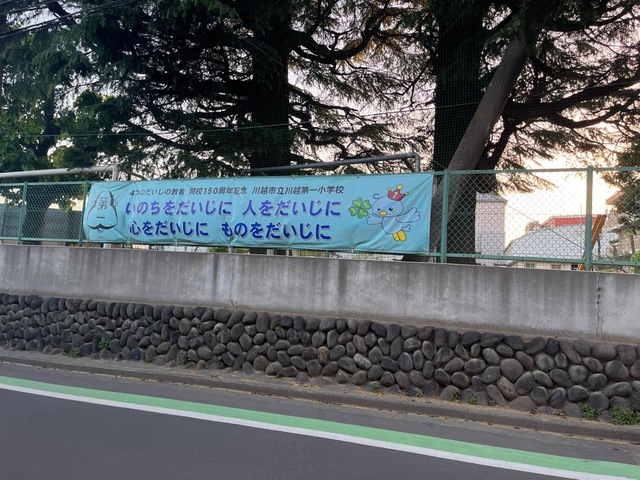 4つのだいじの教育 開校150周年記念 川越市立川越第一小学校
第一
いのちをだいじに 人をだいじに
心をだいじに ものをだいじに